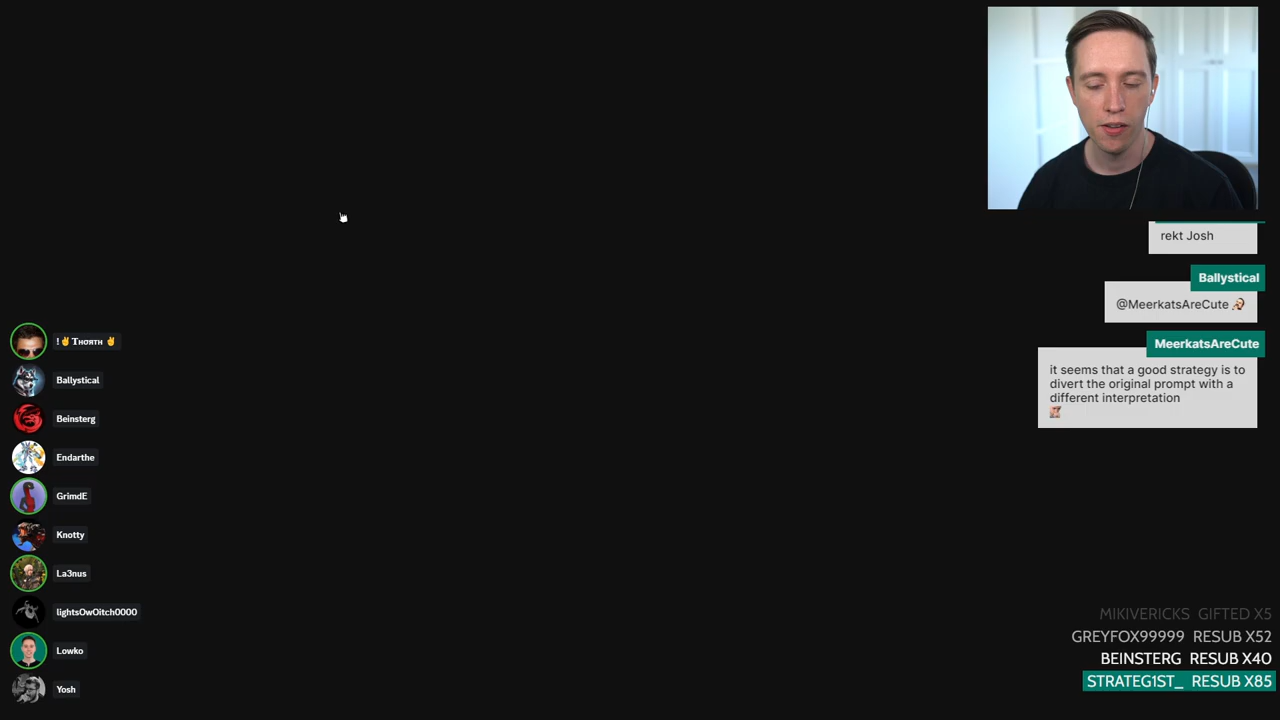 rekt Josh
Ballystical
@MeerkatsAreCute
MeerkatsAreCute
it seems that a good strategy is to
divert the original prompt with a
different interpretation
! ✌ Tʜσʀᴛʜ ✌
Ballystical
Beinsterg
Endarthe
GrimdE
Knotty
La3nus
lightsOwOitch0000
Lowko
Yosh
MIKIVERICKS GIFTED X5
GREYFOX99999 RESUB X52
BEINSTERG RESUB X40
STRATEG1ST_ RESUB X85